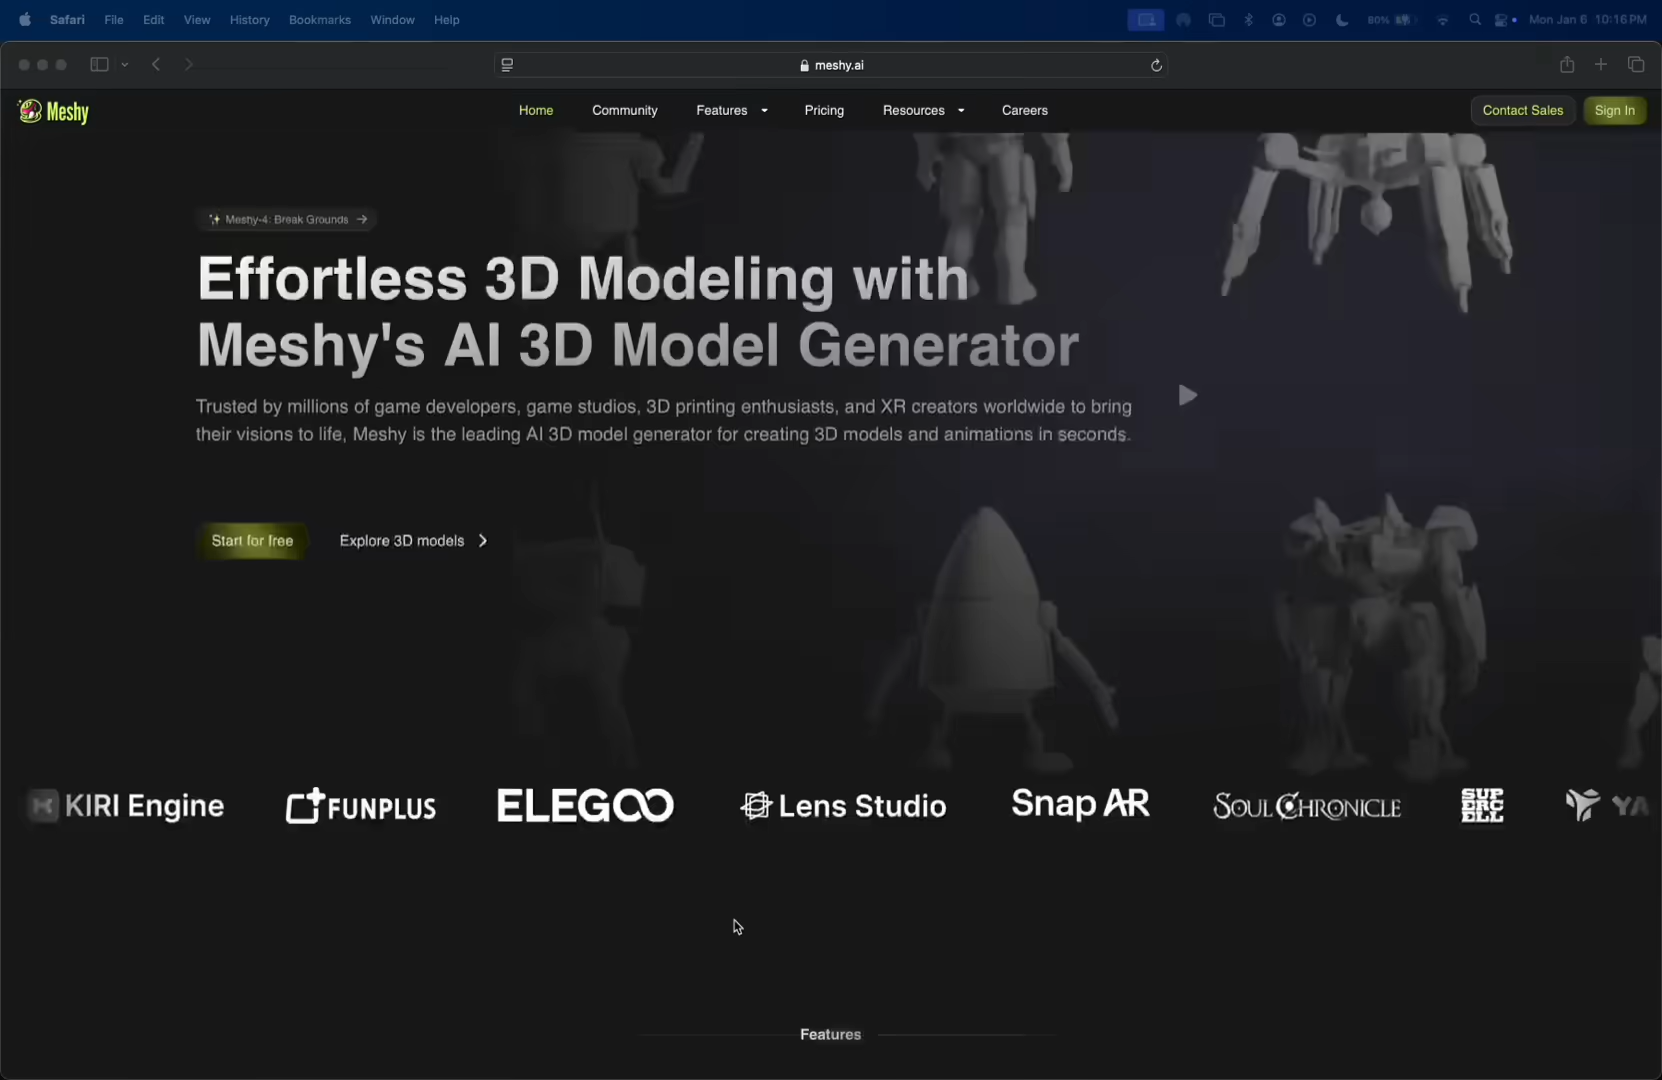 Safari File Edit View History Bookmarks Window Help
80% Mon Jan 6 10:16 PM
meshy.ai
Meshy Home Community Features Pricing Resources Careers Contact Sales Sign In
Meshy-4: Break Grounds
Effortless 3D Modeling with
Meshy's AI 3D Model Generator
Trusted by millions of game developers, game studios, 3D printing enthusiasts, and XR creators worldwide to bring
their visions to life, Meshy is the leading AI 3D model generator for creating 3D models and animations in seconds.
Start for free Explore 3D models
KIRI Engine FUNPLUS ELEGOO Lens Studio Snap AR SOUL CHRONICLE SUPERCELL YA
Features